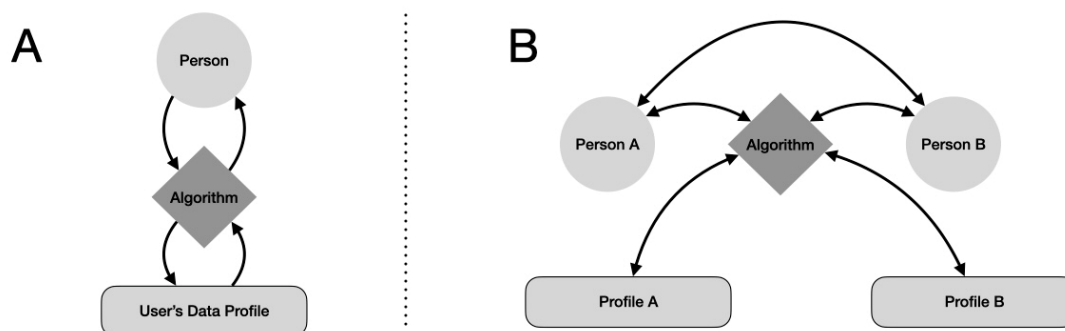 A
Person
Algorithm
User's Data Profile
B
Person A
Algorithm
Person B
Profile A
Profile B